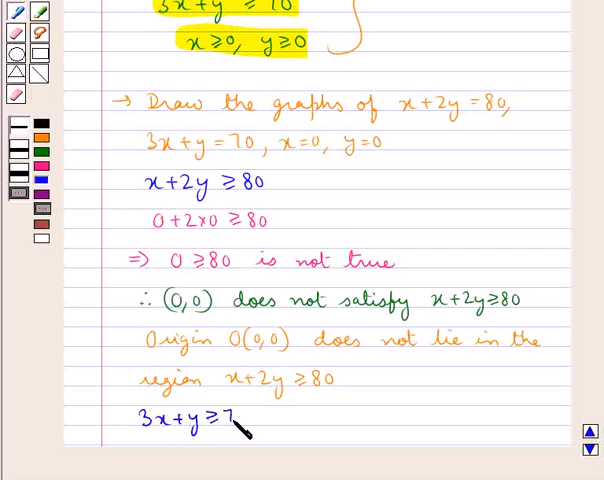 3x+y ≥ 70
x ≥ 0, y ≥ 0
→ Draw the graphs of x+2y = 80,
3x+y = 70, x=0, y=0
x+2y ≥ 80
0+2×0 ≥ 80
⇒ 0 ≥ 80 is not true
∴ (0,0) does not satisfy x+2y ≥ 80
Origin O(0,0) does not lie in the
region x+2y ≥ 80
3x+y ≥ 7